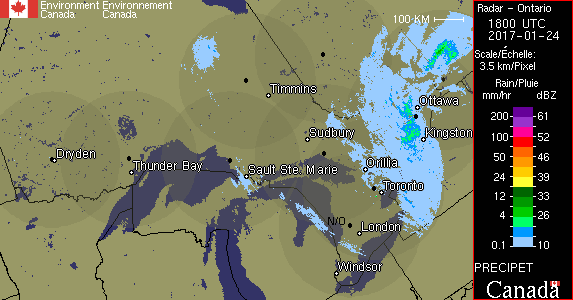 Environment Environnement
Canada Canada
100 KM
Timmins
Ottawa
Sudbury
Kingston
Dryden
Thunder Bay
Sault Ste. Marie
Orillia
Toronto
N/O
London
Windsor
Radar - Ontario
1800 UTC
2017-01-24
Scale/Échelle:
3.5 km/Pixel
Rain/Pluie
mm/hr dBZ
200 61
100 52
50 46
24 39
12 33
4 26
2 20
0.1 10
PRECIPET
Canada